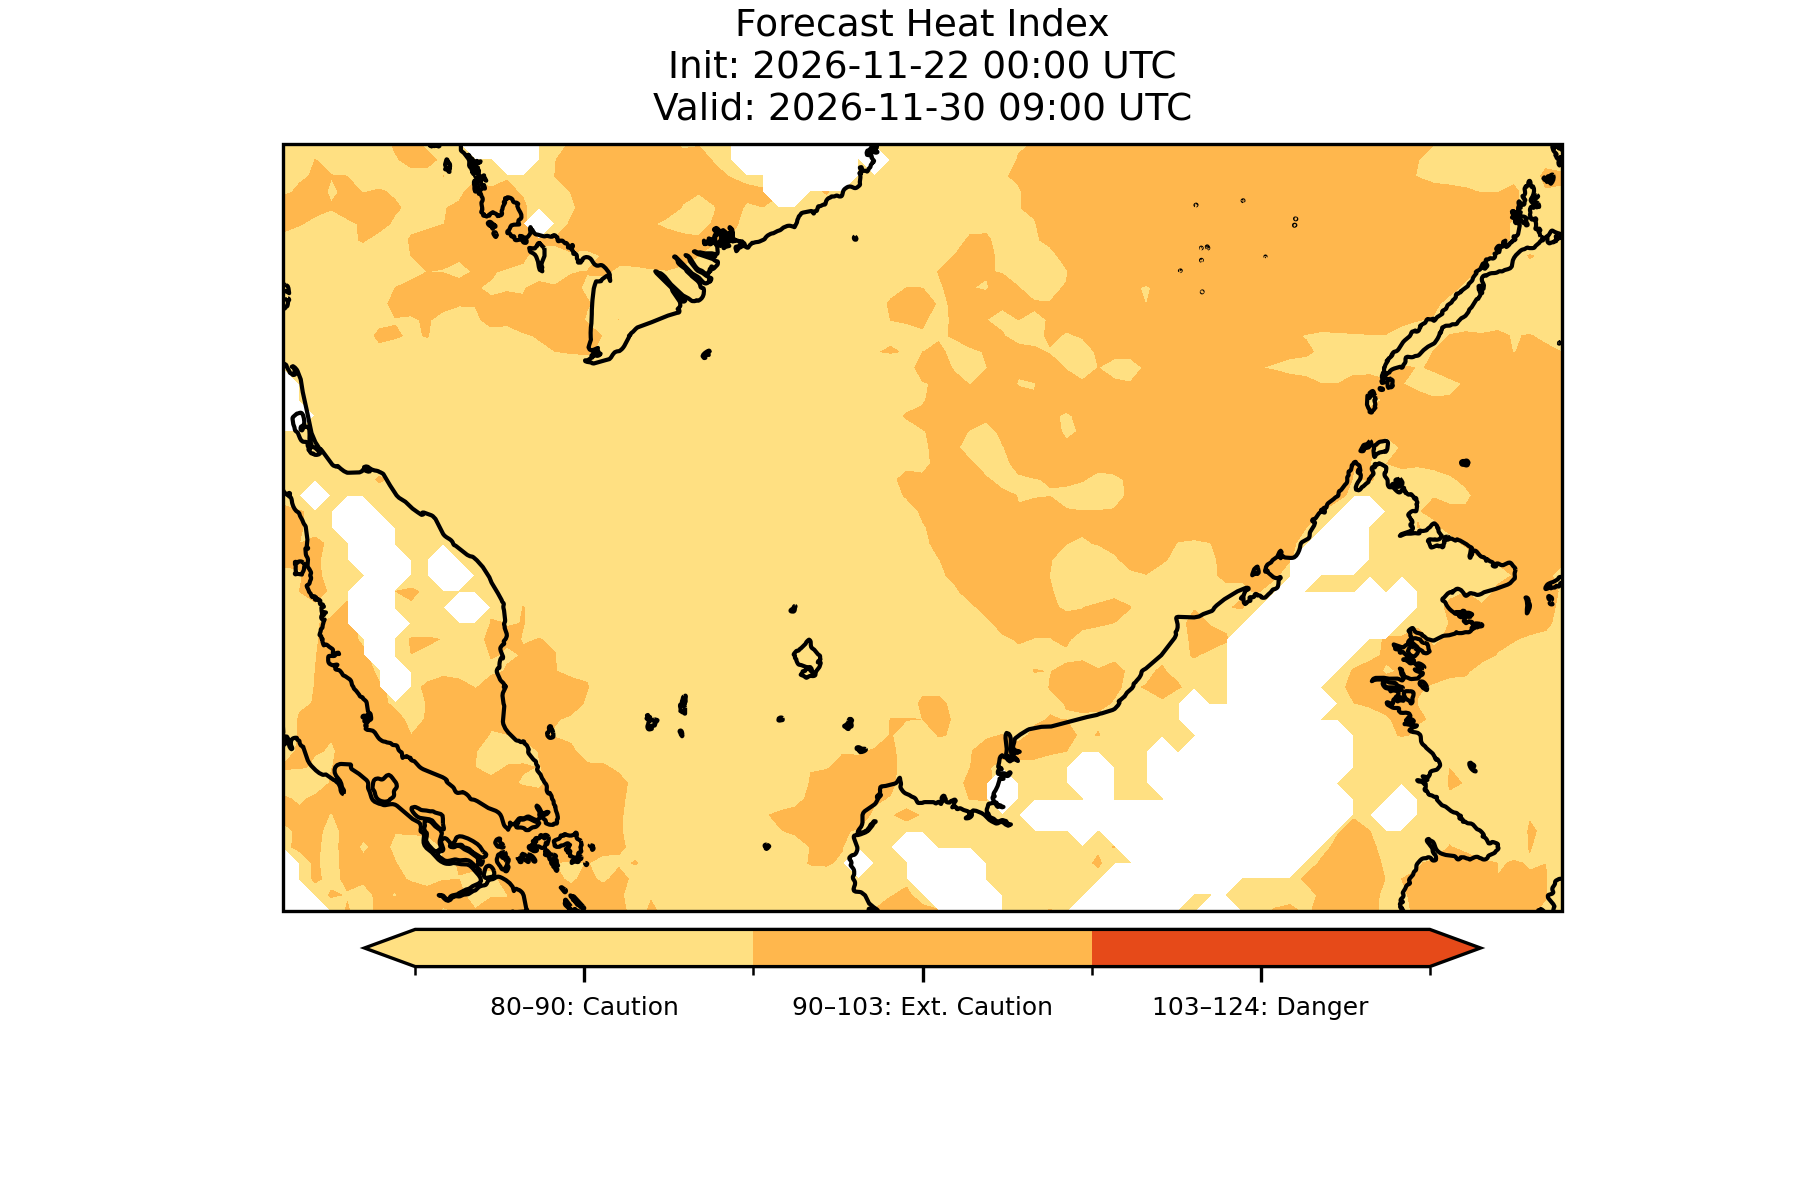 Forecast Heat Index
Init: 2026-11-22 00:00 UTC
Valid: 2026-11-30 09:00 UTC
80–90: Caution
90–103: Ext. Caution
103–124: Danger